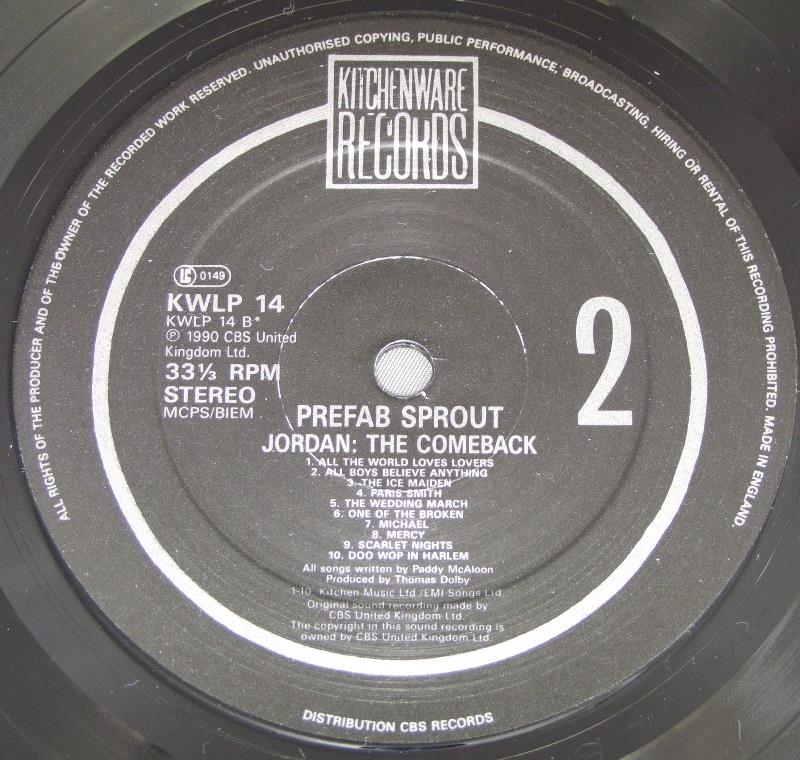 ALL RIGHTS OF THE PRODUCER AND OF THE OWNER OF THE RECORDED WORK RESERVED. UNAUTHORISED COPYING, PUBLIC PERFORMANCE, BROADCASTING, HIRING OR RENTAL OF THIS RECORDING PROHIBITED. MADE IN ENGLAND.
KITCHENWARE
RECORDS
LC 0149
KWLP 14
KWLP 14 B*
℗ 1990 CBS United
Kingdom Ltd.
33⅓ RPM
STEREO
MCPS/BIEM
2
PREFAB SPROUT
JORDAN: THE COMEBACK
1. ALL THE WORLD LOVES LOVERS
2. ALL BOYS BELIEVE ANYTHING
3. THE ICE MAIDEN
4. PARIS SMITH
5. THE WEDDING MARCH
6. ONE OF THE BROKEN
7. MICHAEL
8. MERCY
9. SCARLET NIGHTS
10. DOO WOP IN HARLEM
All songs written by Paddy McAloon
Produced by Thomas Dolby
1-10. Kitchen Music Ltd./EMI Songs Ltd.
Original sound recording made by
CBS United Kingdom Ltd.
The copyright in this sound recording is
owned by CBS United Kingdom Ltd.
DISTRIBUTION CBS RECORDS